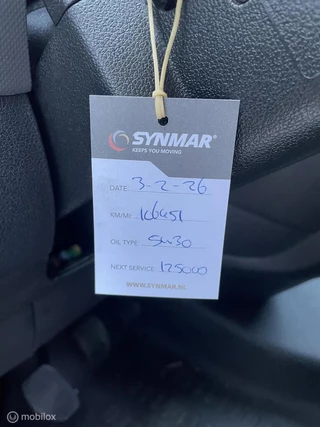 SYNMAR®
KEEPS YOU MOVING
DATE: 3-2-26
KM/MI: 106451
OIL TYPE 5w30
NEXT SERVICE 125000
WWW.SYNMAR.NL
mobilox